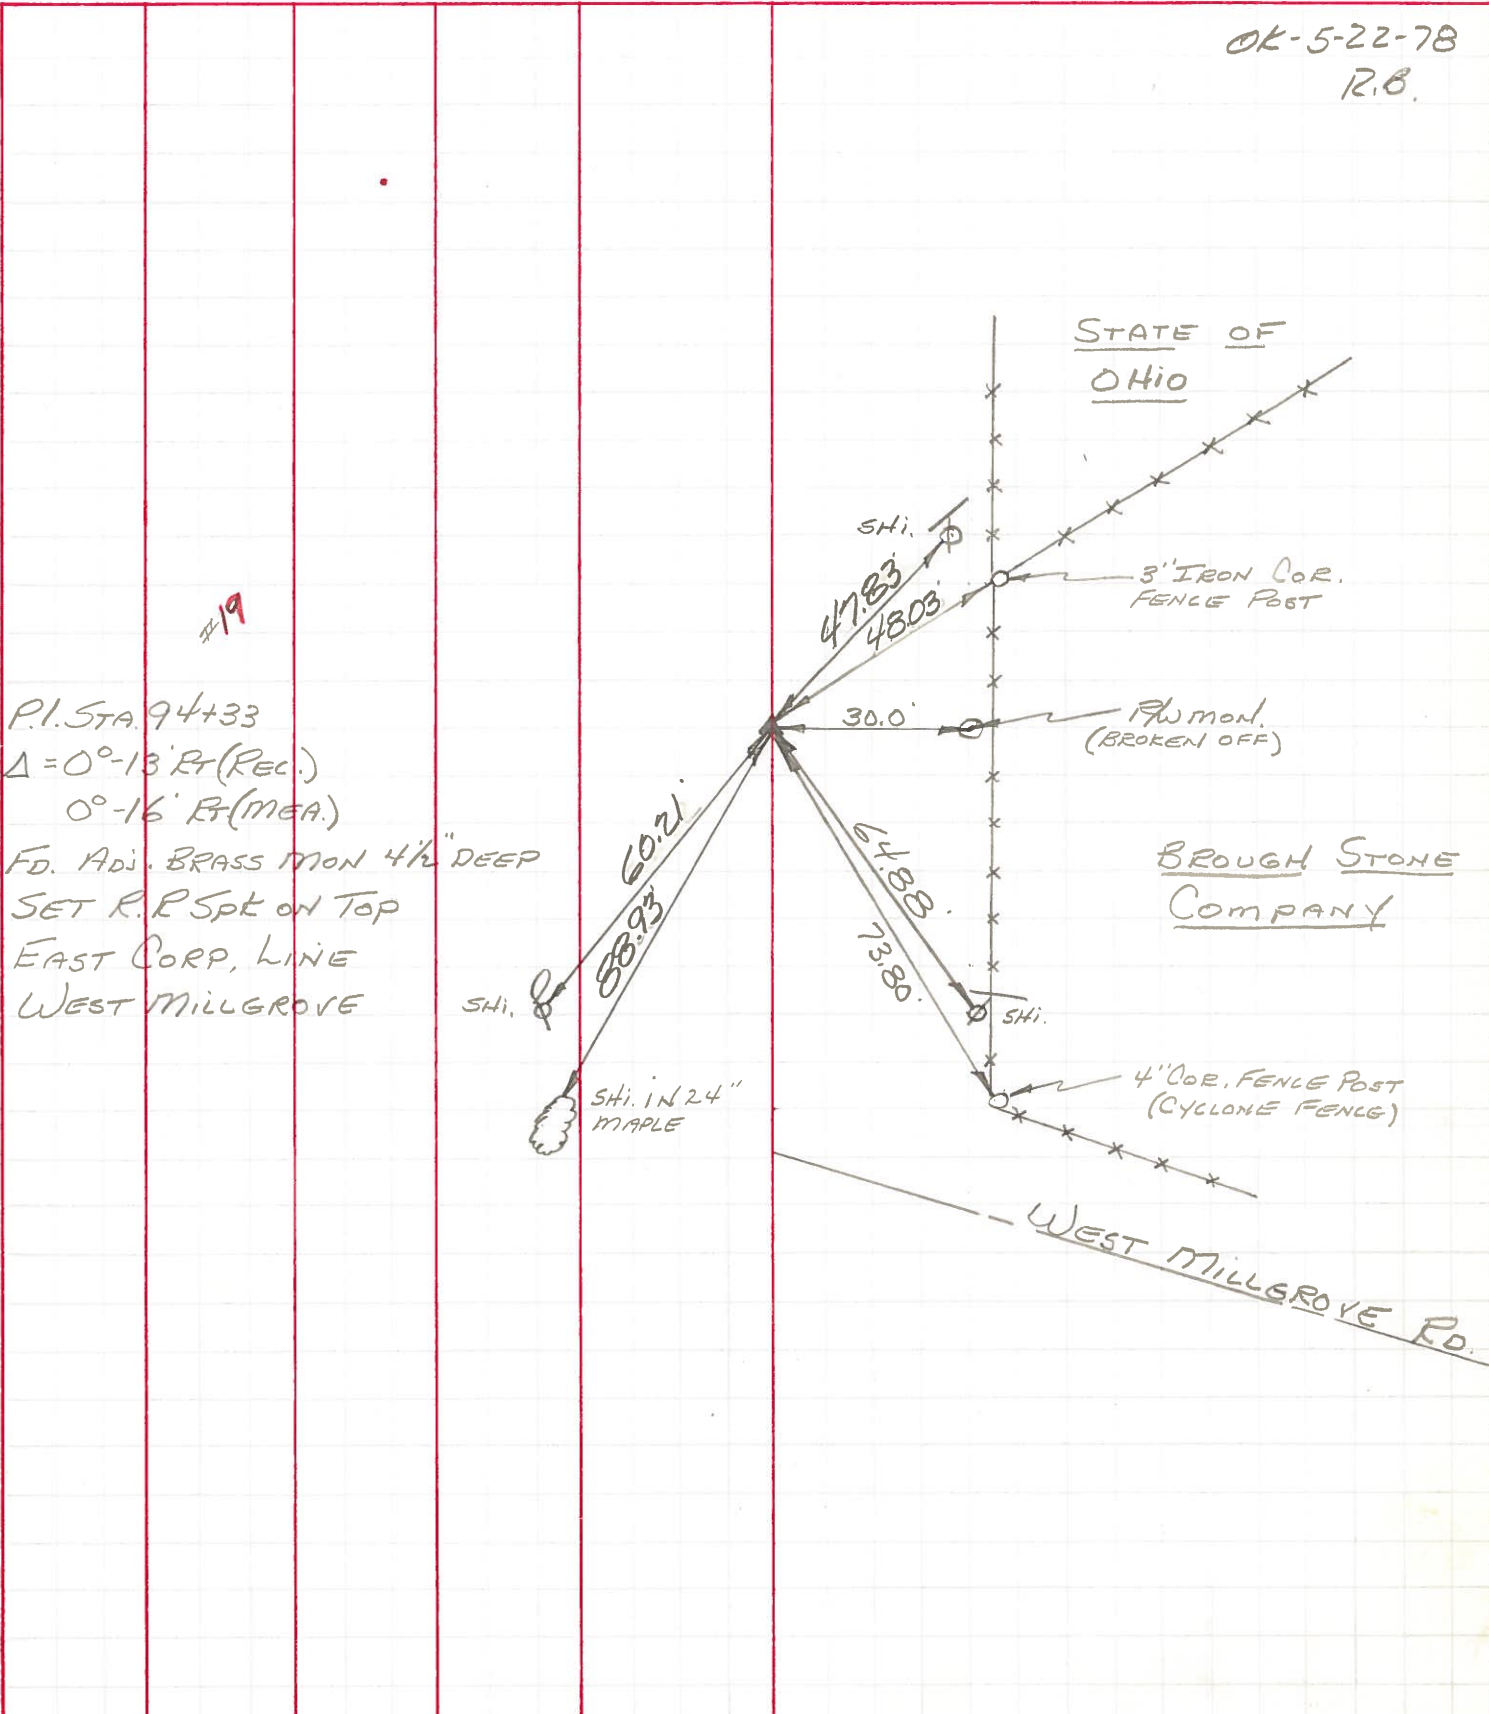 OK-5-22-78
R.B.
STATE OF
OHIO
SHI.
47.83'
48.03'
3" IRON COR.
FENCE POST
#19
P.I. STA. 94+33
Δ = 0°-13' RT (REC.)
0°-16' RT (MEA.)
FD. ADJ. BRASS MON 4½" DEEP
SET R.R SPK ON TOP
EAST CORP. LINE
WEST MILLGROVE
30.0'
R/W MON.
(BROKEN OFF)
60.21'
88.93'
64.88'
73.80'
BROUGH STONE
COMPANY
SHI.
SHI.
SHI. IN 24"
MAPLE
4" COR. FENCE POST
(CYCLONE FENCE)
WEST MILLGROVE RD.